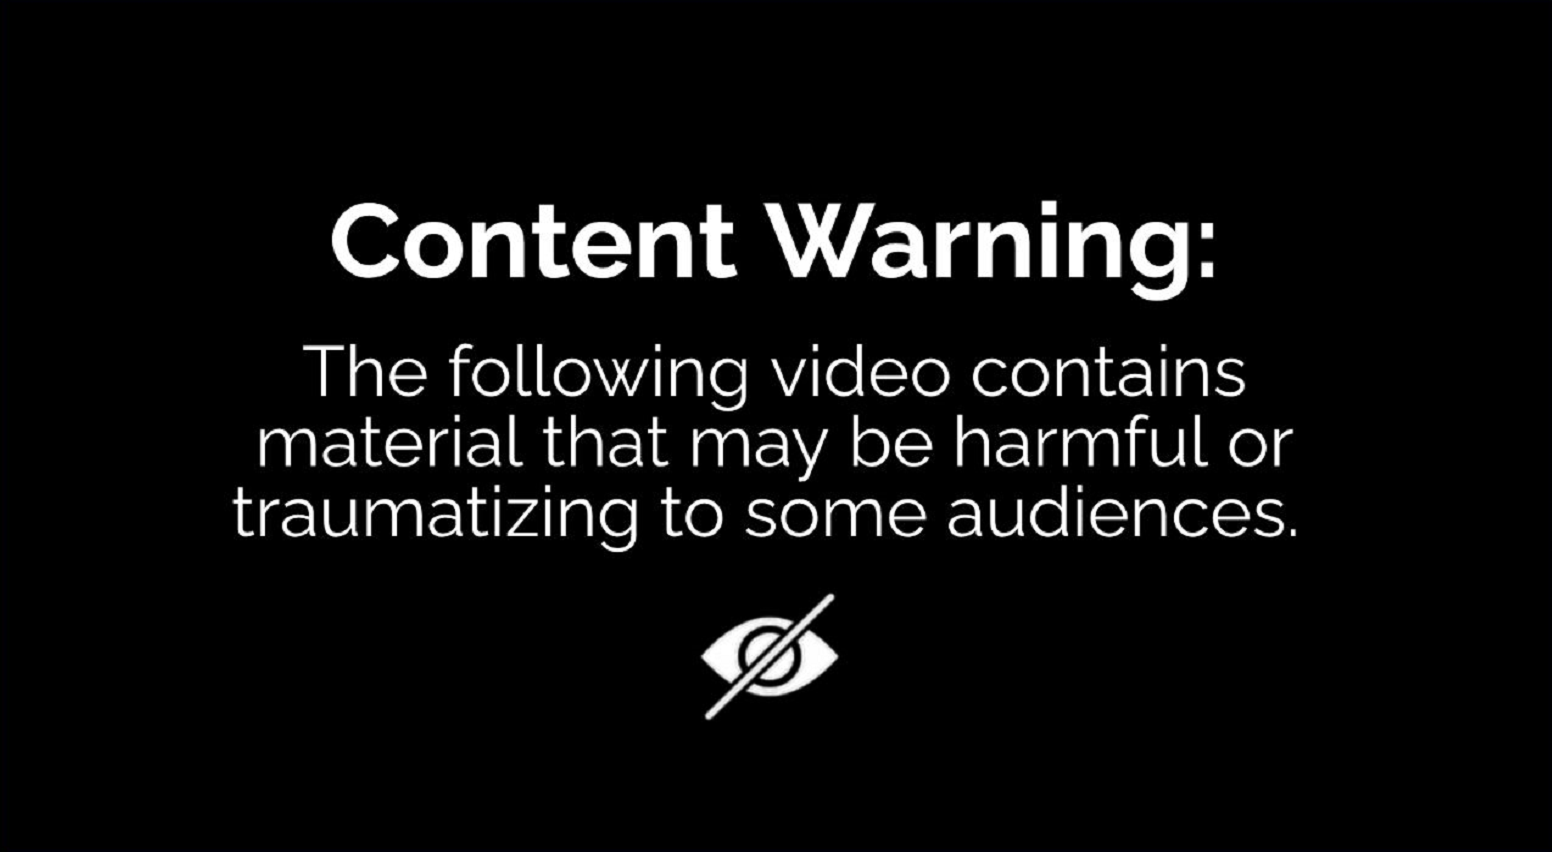 Content Warning:
The following video contains
material that may be harmful or
traumatizing to some audiences.